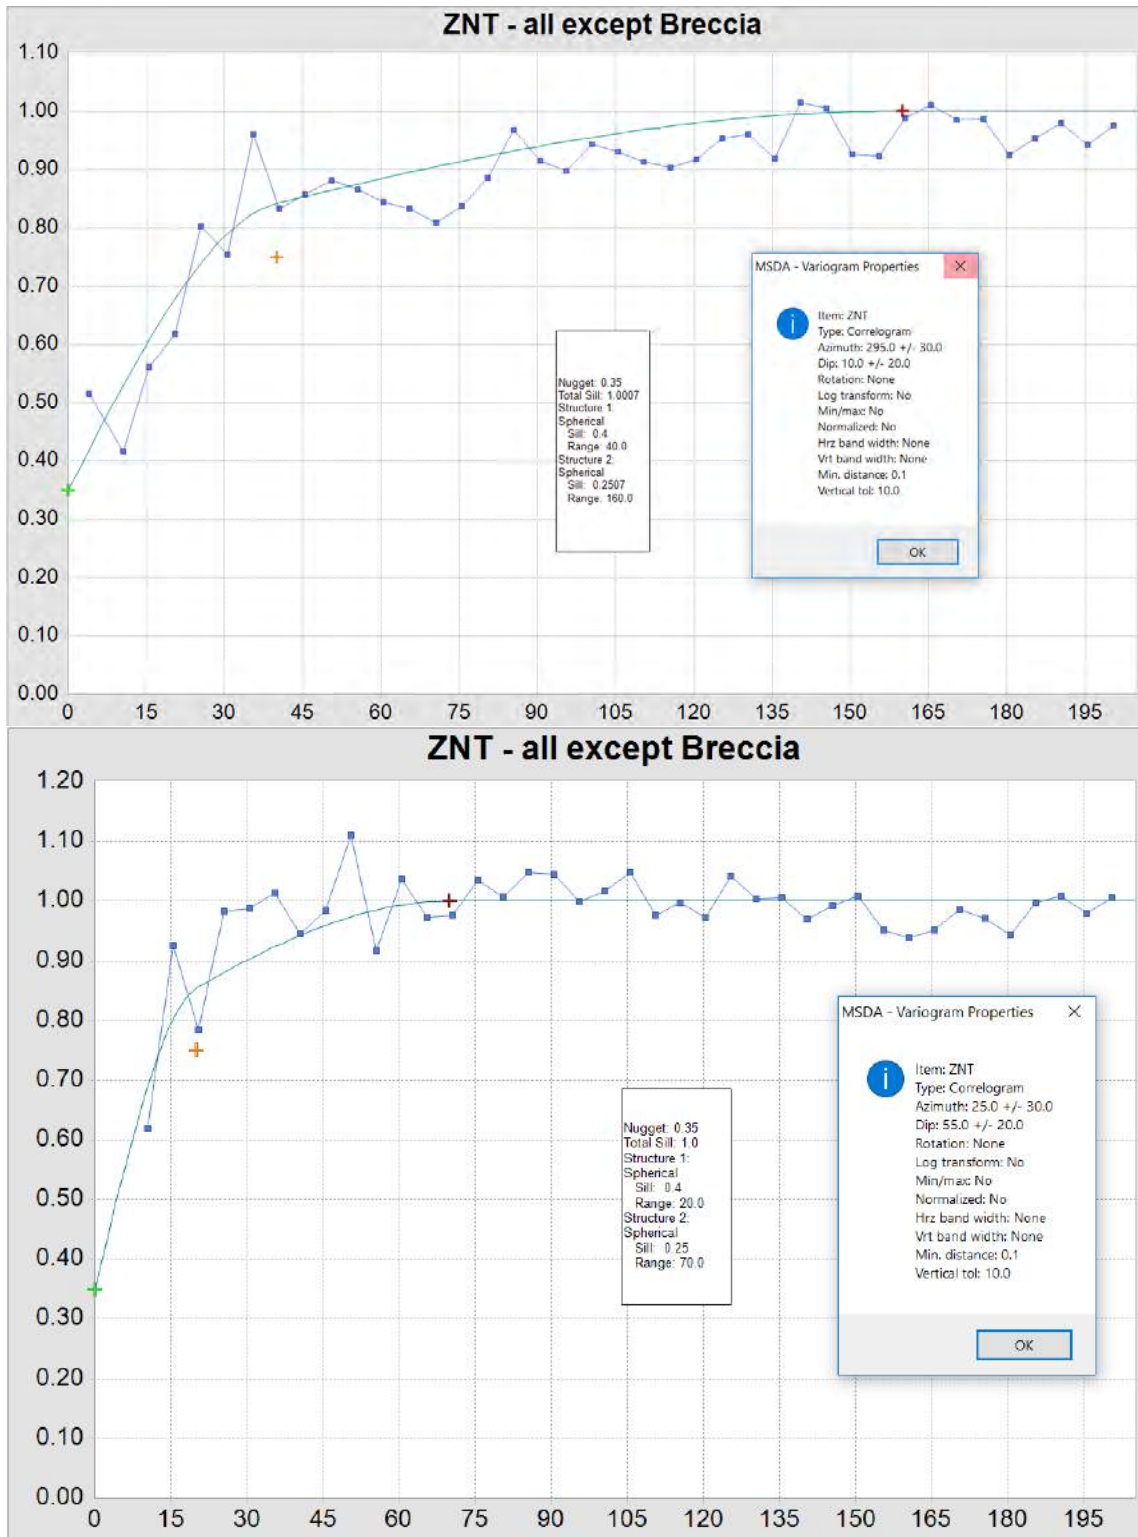 ZNT - all except Breccia
1.10
1.00
0.90
0.80
0.70
0.60
0.50
0.40
0.30
0.20
0.10
0.00
0 15 30 45 60 75 90 105 120 135 150 165 180 195
Nugget: 0.35
Total Sill: 1.0007
Structure 1:
Spherical
Sill: 0.4
Range: 40.0
Structure 2:
Spherical
Sill: 0.2507
Range: 160.0
MSDA - Variogram Properties
Item: ZNT
Type: Correlogram
Azimuth: 295.0 +/- 30.0
Dip: 10.0 +/- 20.0
Rotation: None
Log transform: No
Min/max: No
Normalized: No
Hrz band width: None
Vrt band width: None
Min. distance: 0.1
Vertical tol: 10.0
OK
ZNT - all except Breccia
1.20
1.10
1.00
0.90
0.80
0.70
0.60
0.50
0.40
0.30
0.20
0.10
0.00
0 15 30 45 60 75 90 105 120 135 150 165 180 195
Nugget: 0.35
Total Sill: 1.0
Structure 1:
Spherical
Sill: 0.4
Range: 20.0
Structure 2:
Spherical
Sill: 0.25
Range: 70.0
MSDA - Variogram Properties
Item: ZNT
Type: Correlogram
Azimuth: 25.0 +/- 30.0
Dip: 55.0 +/- 20.0
Rotation: None
Log transform: No
Min/max: No
Normalized: No
Hrz band width: None
Vrt band width: None
Min. distance: 0.1
Vertical tol: 10.0
OK